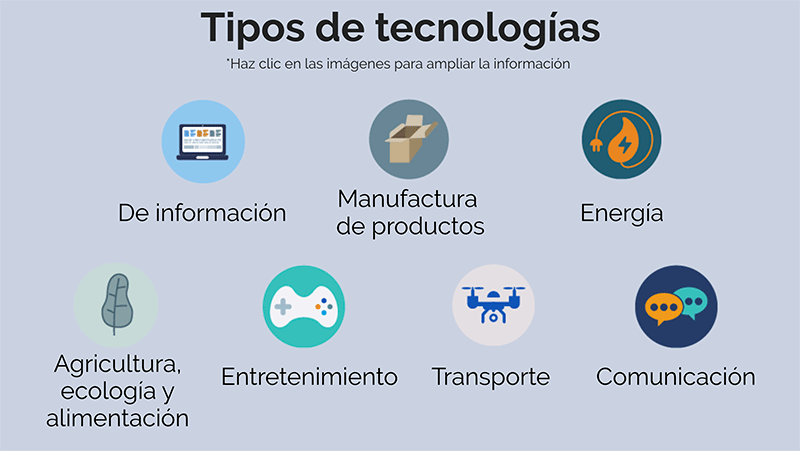 Tipos de tecnologías
*Haz clic en las imágenes para ampliar la información
De información
Manufactura
de productos
Energía
Agricultura,
ecología y
alimentación
Entretenimiento
Transporte
Comunicación